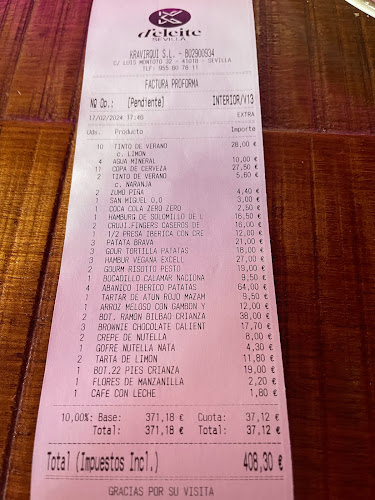 d'eleite
SEVILLA
KRAVIRQUI S.L. - B02900934
C/ LUIS MONTOTO 32 - 41018 - SEVILLA
TLF: 955 80 78 11
FACTURA PROFORMA
NQ Op.: [Pendiente] INTERIOR/V13
17/02/2024 17:40 EXTRA
Uds. Producto Importe
10 TINTO DE VERANO 28,00 €
c. LIMON
4 AGUA MINERAL 10,00 €
11 COPA DE CERVEZA 27,50 €
2 TINTO DE VERANO 5,60 €
c. NARANJA
2 ZUMO PIÑA 4,40 €
1 SAN MIGUEL 0,0 3,00 €
1 COCA COLA ZERO ZERO 2,50 €
1 HAMBURG DE SOLOMILLO DE L 16,50 €
2 CRUJI.FINGERS CASEROS DE 16,00 €
1 1/2 PRESA IBERICA CON CRE 12,00 €
3 PATATA BRAVA 21,00 €
3 GOUR TORTILLA PATATAS 18,00 €
3 HAMBUR VEGANA EXCELL 27,00 €
2 GOURM RISOTTO PESTO 19,00 €
1 BOCADILLO CALAMAR NACIONA 9,50 €
4 ABANICO IBERICO PATATAS 64,00 €
1 TARTAR DE ATUN ROJO MAZAM 9,50 €
1 ARROZ MELOSO CON GAMBON Y 12,00 €
2 BOT. RAMON BILBAO CRIANZA 38,00 €
3 BROWNIE CHOCOLATE CALIENT 17,70 €
2 CREPE DE NUTELLA 8,00 €
1 GOFRE NUTELLA NATA 4,30 €
2 TARTA DE LIMON 11,80 €
1 BOT.22 PIES CRIANZA 19,00 €
1 FLORES DE MANZANILLA 2,20 €
1 CAFE CON LECHE 1,80 €
10,00%: Base: 371,18 € Cuota: 37,12 €
Total: 371,18 € Total: 37,12 €
Total (Impuestos Incl.) 408,30 €
GRACIAS POR SU VISITA